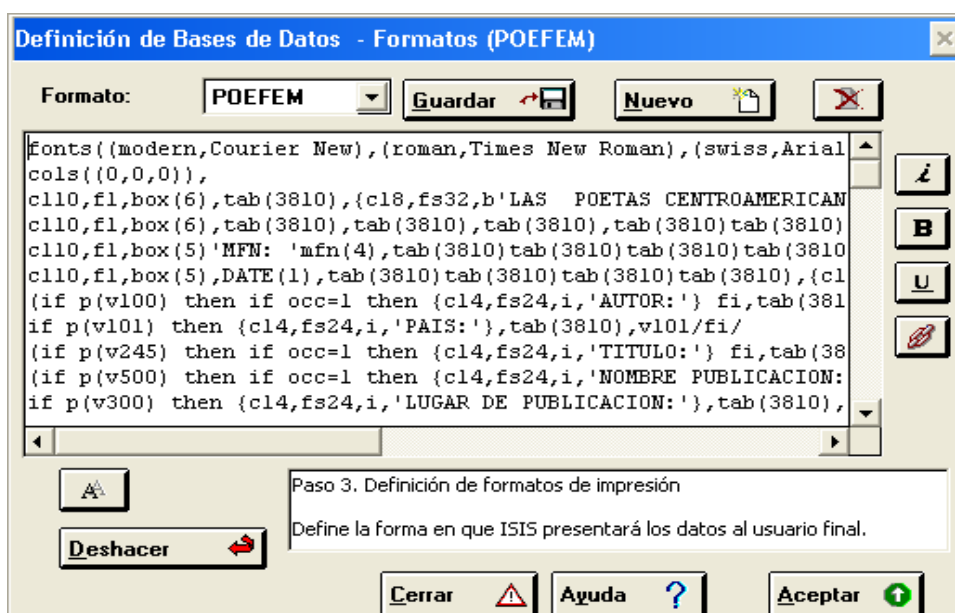 Definición de Bases de Datos - Formatos (POEFEM)
Formato: POEFEM Guardar Nuevo
fonts((modern,Courier New),(roman,Times New Roman),(swiss,Arial
cols((0,0,0)),
cl10,f1,box(6),tab(3810),{cl8,fs32,b'LAS  POETAS CENTROAMERICAN
cl10,f1,box(6),tab(3810),tab(3810),tab(3810),tab(3810)tab(3810)
cl10,f1,box(5)'MFN: 'mfn(4),tab(3810)tab(3810)tab(3810)tab(3810
cl10,f1,box(5),DATE(1),tab(3810)tab(3810)tab(3810)tab(3810),{cl
(if p(v100) then if occ=1 then {cl4,fs24,i,'AUTOR:'} fi,tab(381
if p(v101) then {cl4,fs24,i,'PAIS:'},tab(3810),v101/fi/
(if p(v245) then if occ=1 then {cl4,fs24,i,'TITULO:'} fi,tab(38
(if p(v500) then if occ=1 then {cl4,fs24,i,'NOMBRE PUBLICACION:
if p(v300) then {cl4,fs24,i,'LUGAR DE PUBLICACION:'},tab(3810),
i
B
U
AA
Paso 3. Definición de formatos de impresión
Define la forma en que ISIS presentará los datos al usuario final.
Deshacer
Cerrar Ayuda ? Aceptar